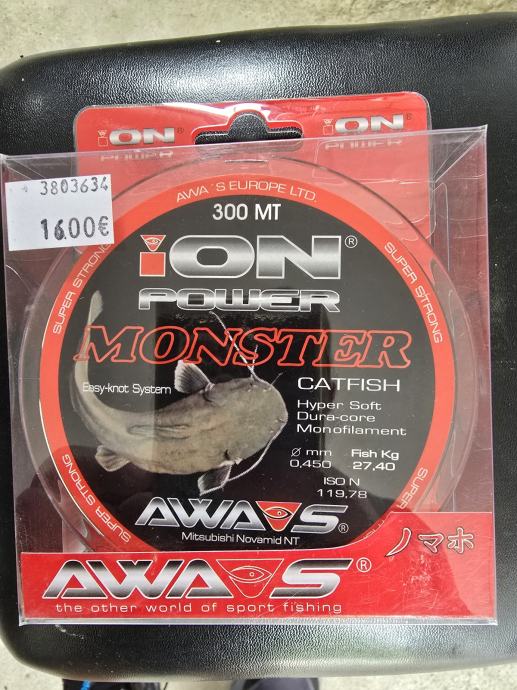 iON®
POWER
iON®
POWER
3803634
16.00€
AWA´S EUROPE LTD.
300 MT
iON®
POWER
SUPER STRONG
SUPER STRONG
MONSTER
Easy-knot System
CATFISH
Hyper Soft
Dura-core
Monofilament
Ø mm Fish Kg
0,450 27,40
ISO N
119,78
SUPER STRONG
AWA S®
Mitsubishi Novamid NT
ノマホ
AWA S®
the other world of sport fishing